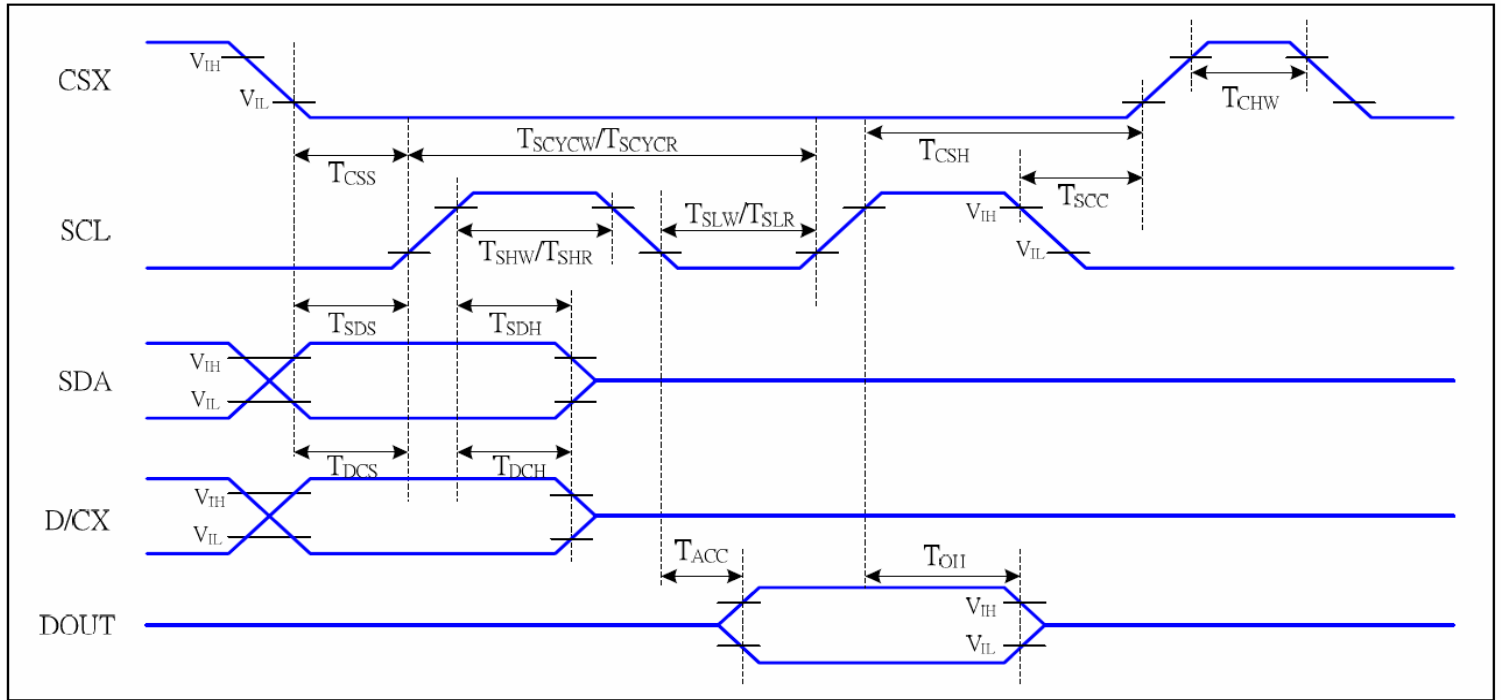 CSX
VIH
VIL
TCHW
TSCYCW/TSCYCR
TCSH
TCSS
TSCC
SCL
TSLW/TSLR
VIH
TSHW/TSHR
VIL
TSDS
TSDH
SDA
VIH
VIL
TDCS
TDCH
D/CX
VIH
VIL
TACC
TOH
DOUT
VIH
VIL